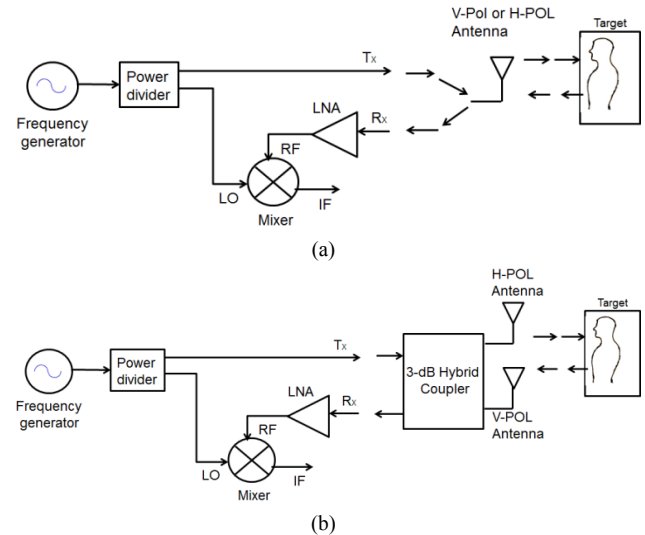 V-Pol or H-POL
Antenna
Target
Power
divider
Tx
LNA
Rx
RF
Frequency
generator
LO
IF
Mixer
(a)
H-POL
Antenna
Target
Power
divider
Tx
3-dB Hybrid
Coupler
LNA
Rx
Frequency
generator
RF
V-POL
Antenna
LO
IF
Mixer
(b)